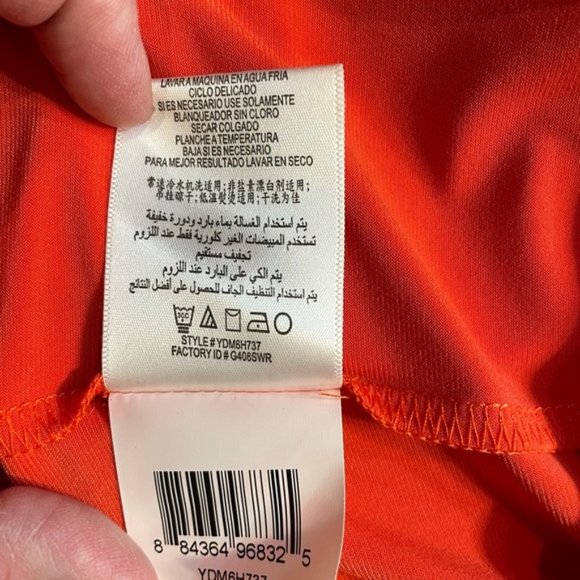 LAVAR A MAQUINA EN AGUA FRIA
CICLO DELICADO
SI ES NECESARIO USE SOLAMENTE
BLANQUEADOR SIN CLORO
SECAR COLGADO
PLANCHE A TEMPERATURA
BAJA SI ES NECESARIO
PARA MEJOR RESULTADO LAVAR EN SECO
常溫冷水机洗适用;非盐素漂白剂适用;
吊挂晾干;低溫熨烫适用;干洗为佳
يتم استخدام الغسالة بماء بارد ودورة خفيفة
تستخدم المبيضات الغير كلورية فقط عند اللزوم
تجفيف مستقيم
يتم الكي على البارد عند اللزوم
يتم استخدام التنظيف الجاف للحصول على أفضل النتائج
30C
STYLE # YDM6H737
FACTORY ID # G408SWR
8 84364 96832 5
YDM6H737